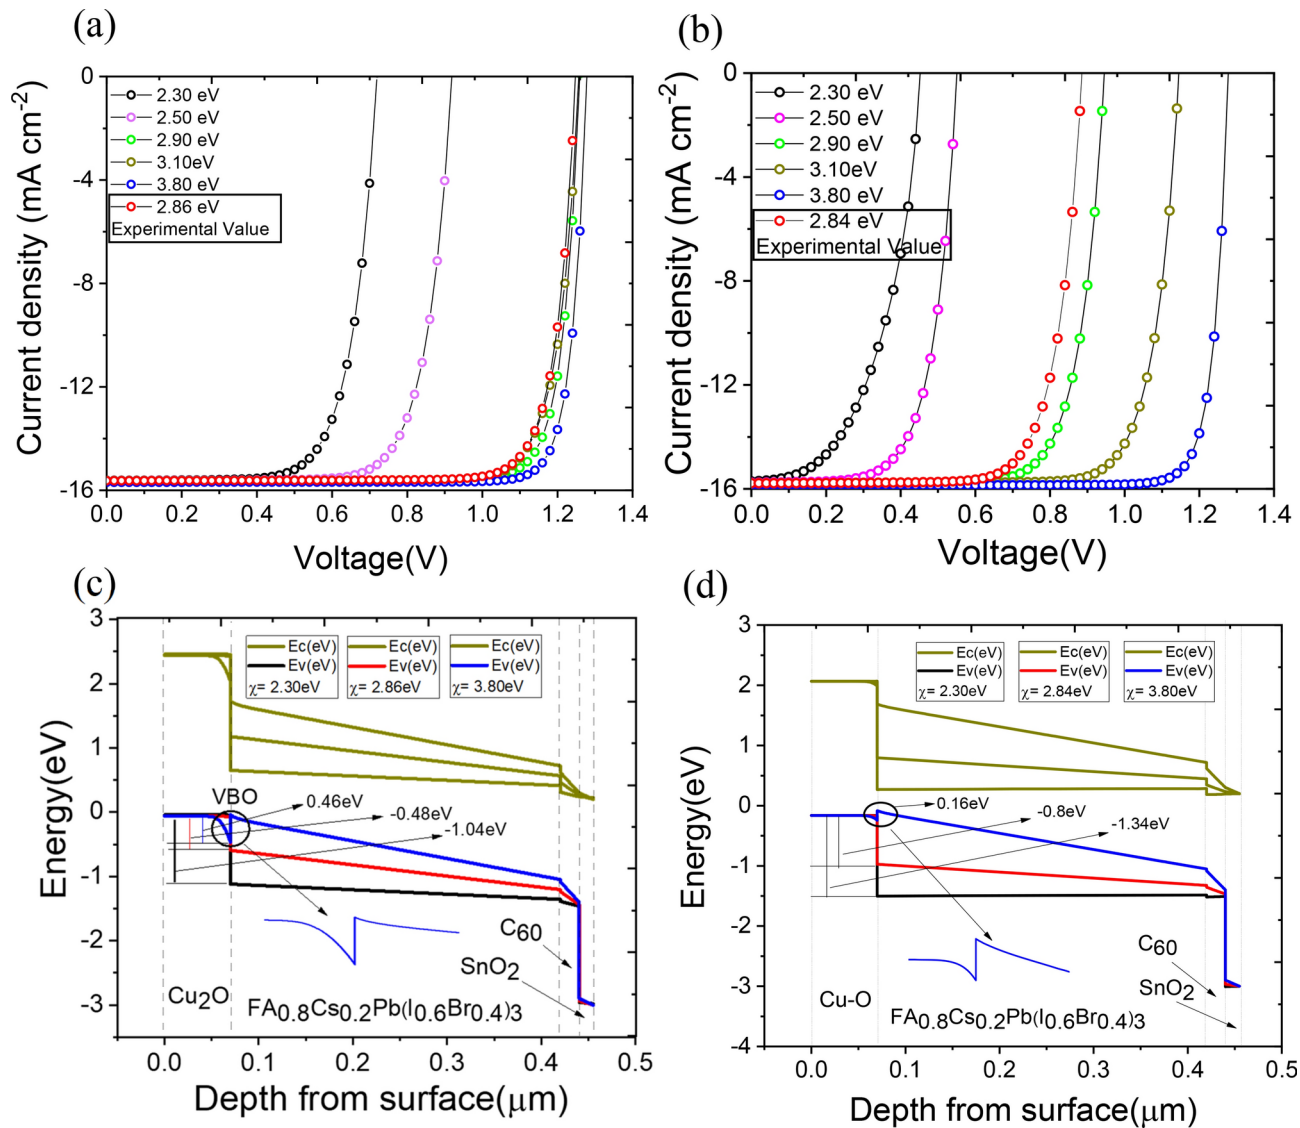 (a)
Current density (mA cm-2)
0
-4
-8
-12
-16
2.30 eV
2.50 eV
2.90 eV
3.10eV
3.80 eV
2.86 eV
Experimental Value
0.0 0.2 0.4 0.6 0.8 1.0 1.2 1.4
Voltage(V)
(b)
Current density (mA cm-2)
0
-4
-8
-12
-16
2.30 eV
2.50 eV
2.90 eV
3.10eV
3.80 eV
2.84 eV
Experimental Value
0.0 0.2 0.4 0.6 0.8 1.0 1.2 1.4
Voltage(V)
(c)
Energy(eV)
3
2
1
0
-1
-2
-3
Ec(eV)
Ev(eV)
χ= 2.30eV
Ec(eV)
Ev(eV)
χ= 2.86eV
Ec(eV)
Ev(eV)
χ= 3.80eV
VBO
0.46eV
-0.48eV
-1.04eV
C60
SnO2
Cu2O
FA0.8Cs0.2Pb(I0.6Br0.4)3
0.0 0.1 0.2 0.3 0.4 0.5
Depth from surface(μm)
(d)
Energy(eV)
3
2
1
0
-1
-2
-3
-4
Ec(eV)
Ev(eV)
χ= 2.30eV
Ec(eV)
Ev(eV)
χ= 2.84eV
Ec(eV)
Ev(eV)
χ= 3.80eV
0.16eV
-0.8eV
-1.34eV
C60
SnO2
Cu-O
FA0.8Cs0.2Pb(I0.6Br0.4)3
0.0 0.1 0.2 0.3 0.4 0.5
Depth from surface(μm)